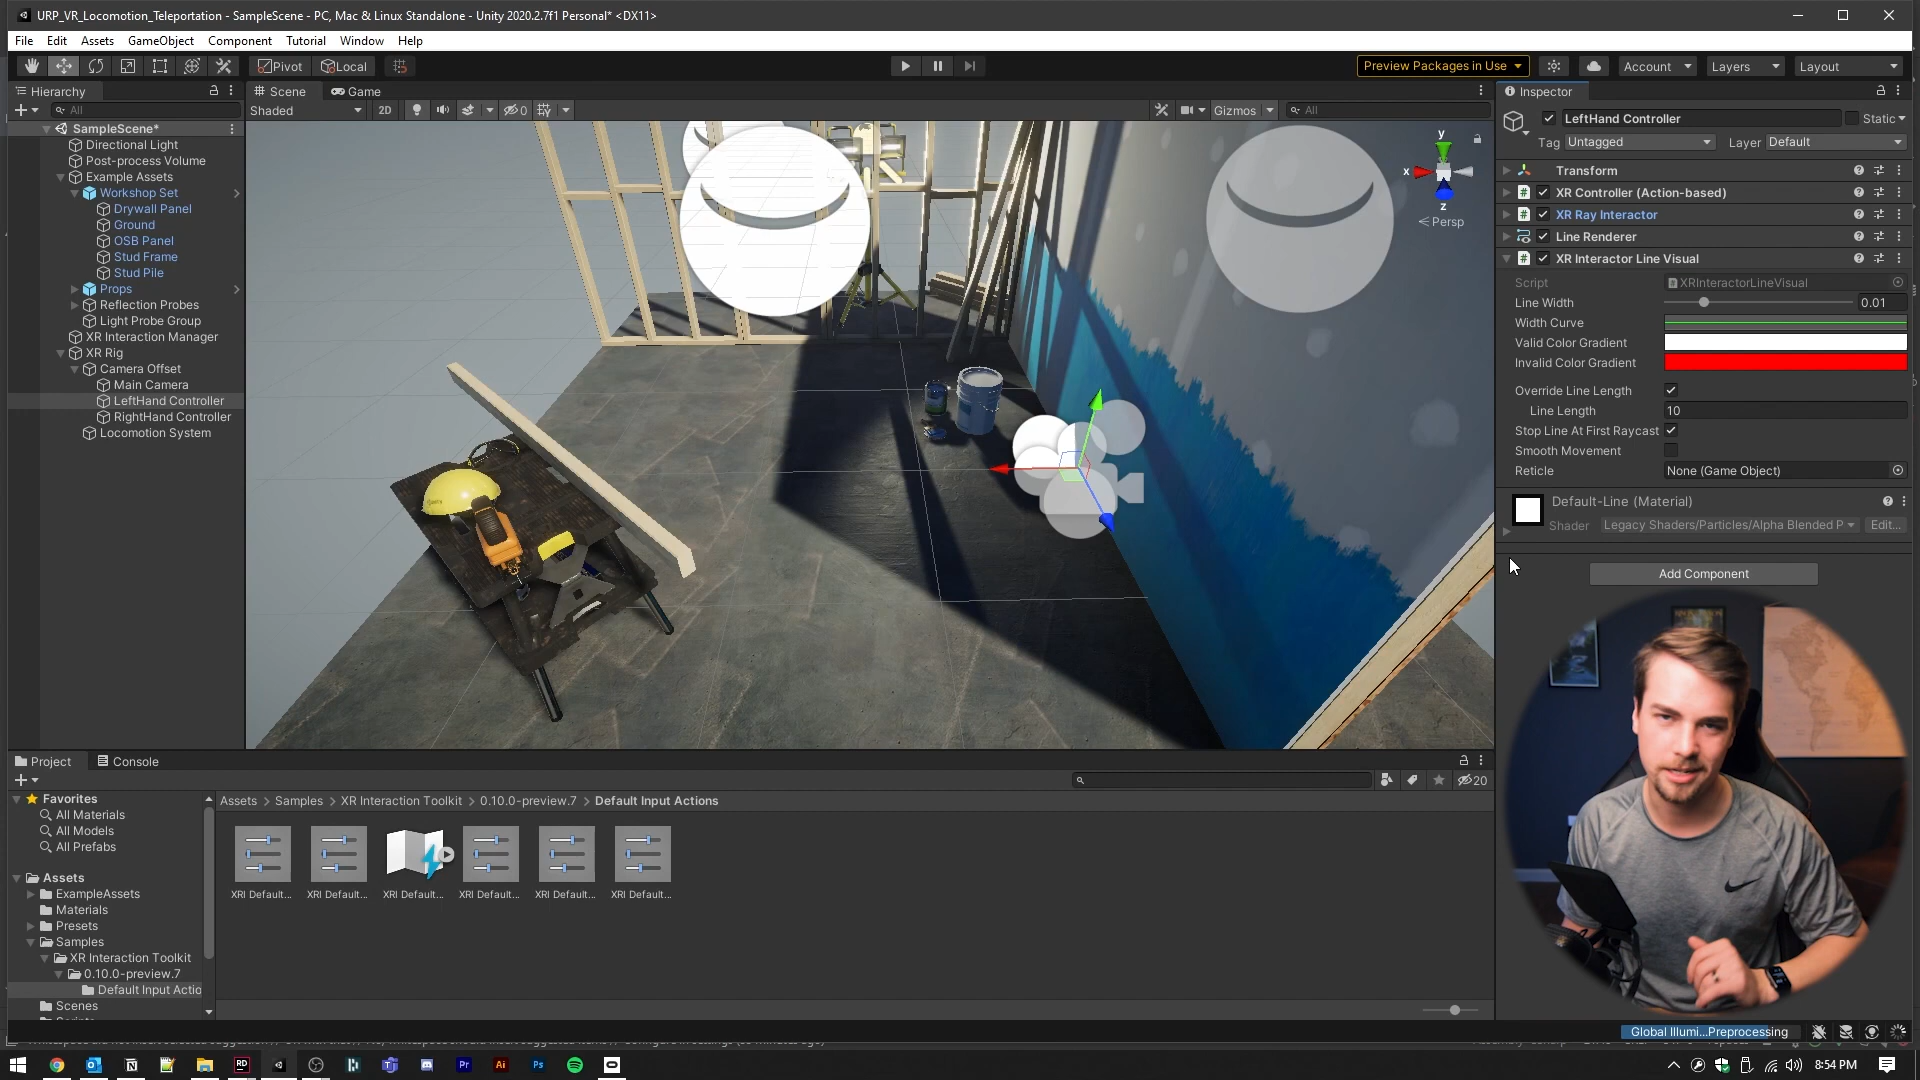 URP_VR_Locomotion_Teleportation - SampleScene - PC, Mac & Linux Standalone - Unity 2020.2.7f1 Personal* <DX11>
File Edit Assets GameObject Component Tutorial Window Help
Pivot Local Preview Packages in Use Account Layers Layout
Hierarchy
All
SampleScene*
Directional Light
Post-process Volume
Example Assets
Workshop Set
Drywall Panel
Ground
OSB Panel
Stud Frame
Stud Pile
Props
Reflection Probes
Light Probe Group
XR Interaction Manager
XR Rig
Camera Offset
Main Camera
LeftHand Controller
RightHand Controller
Locomotion System
Scene Game
Shaded 2D 0 Gizmos All
y
x
z
Persp
Inspector
LeftHand Controller Static
Tag Untagged Layer Default
Transform
XR Controller (Action-based)
XR Ray Interactor
Line Renderer
XR Interactor Line Visual
Script XRInteractorLineVisual
Line Width 0.01
Width Curve
Valid Color Gradient
Invalid Color Gradient
Override Line Length
Line Length 10
Stop Line At First Raycast
Smooth Movement
Reticle None (Game Object)
Default-Line (Material)
Shader Legacy Shaders/Particles/Alpha Blended P Edit...
Add Component
Project Console
20
Favorites
All Materials
All Models
All Prefabs
Assets
ExampleAssets
Materials
Presets
Samples
XR Interaction Toolkit
0.10.0-preview.7
Default Input Actio
Scenes
Assets > Samples > XR Interaction Toolkit > 0.10.0-preview.7 > Default Input Actions
XRI Default... XRI Default... XRI Default... XRI Default... XRI Default... XRI Default...
Global Illumi...Preprocessing
8:54 PM